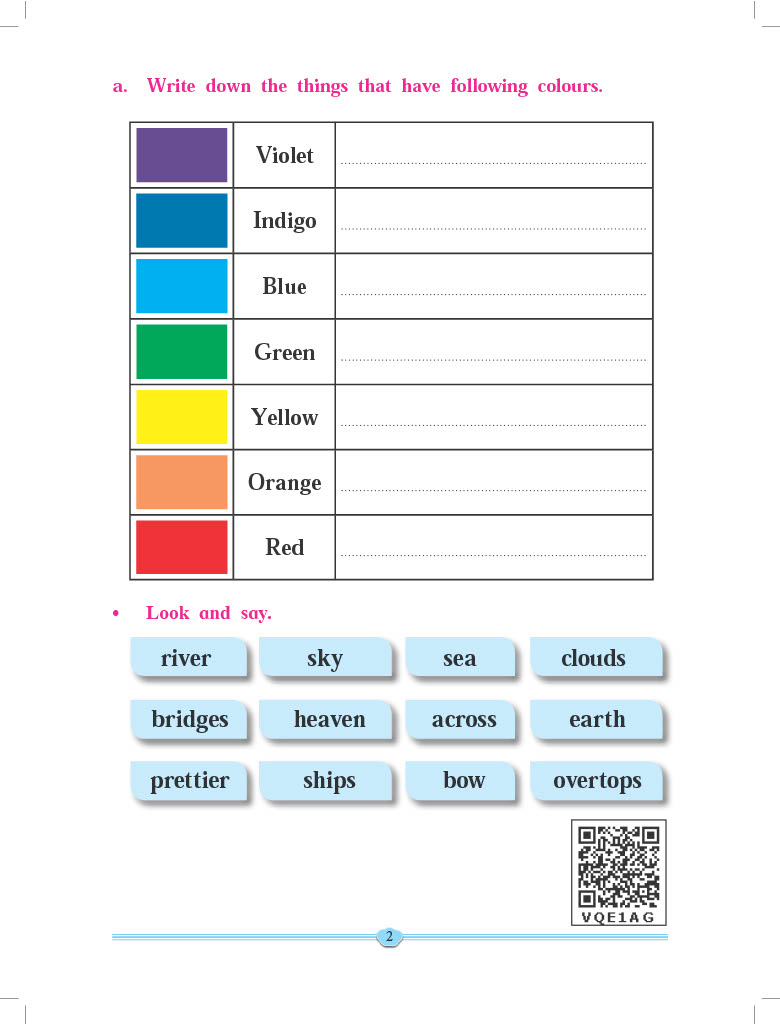 a. Write down the things that have following colours.
Violet ................................................................................
Indigo ................................................................................
Blue ................................................................................
Green ................................................................................
Yellow ................................................................................
Orange ................................................................................
Red ................................................................................
• Look and say.
river sky sea clouds
bridges heaven across earth
prettier ships bow overtops
VQE1AG
2